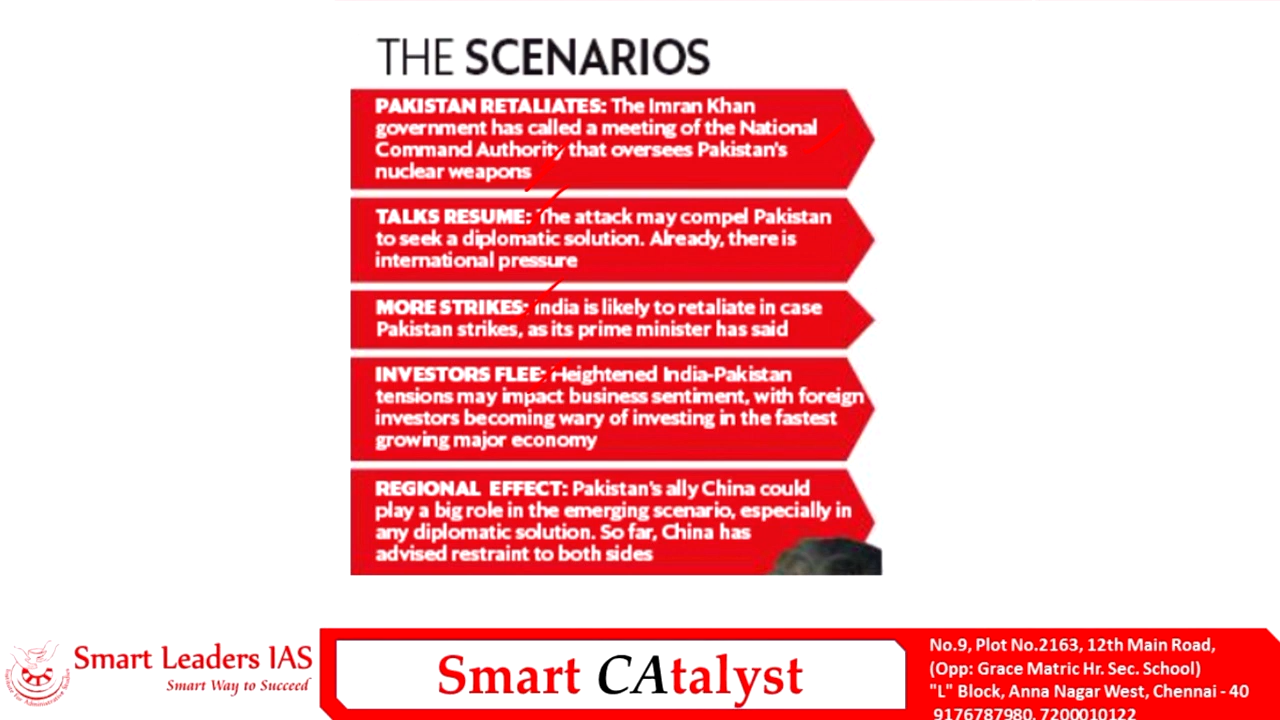 THE SCENARIOS
PAKISTAN RETALIATES: The Imran Khan
government has called a meeting of the National
Command Authority that oversees Pakistan's
nuclear weapons
TALKS RESUME: The attack may compel Pakistan
to seek a diplomatic solution. Already, there is
international pressure
MORE STRIKES: India is likely to retaliate in case
Pakistan strikes, as its prime minister has said
INVESTORS FLEE: Heightened India-Pakistan
tensions may impact business sentiment, with foreign
investors becoming wary of investing in the fastest
growing major economy
REGIONAL EFFECT: Pakistan's ally China could
play a big role in the emerging scenario, especially in
any diplomatic solution. So far, China has
advised restraint to both sides
Smart Leaders IAS
Smart Way to Succeed
Smart CAtalyst
No.9, Plot No.2163, 12th Main Road,
(Opp: Grace Matric Hr. Sec. School)
"L" Block, Anna Nagar West, Chennai - 40
9176787980, 7200010122